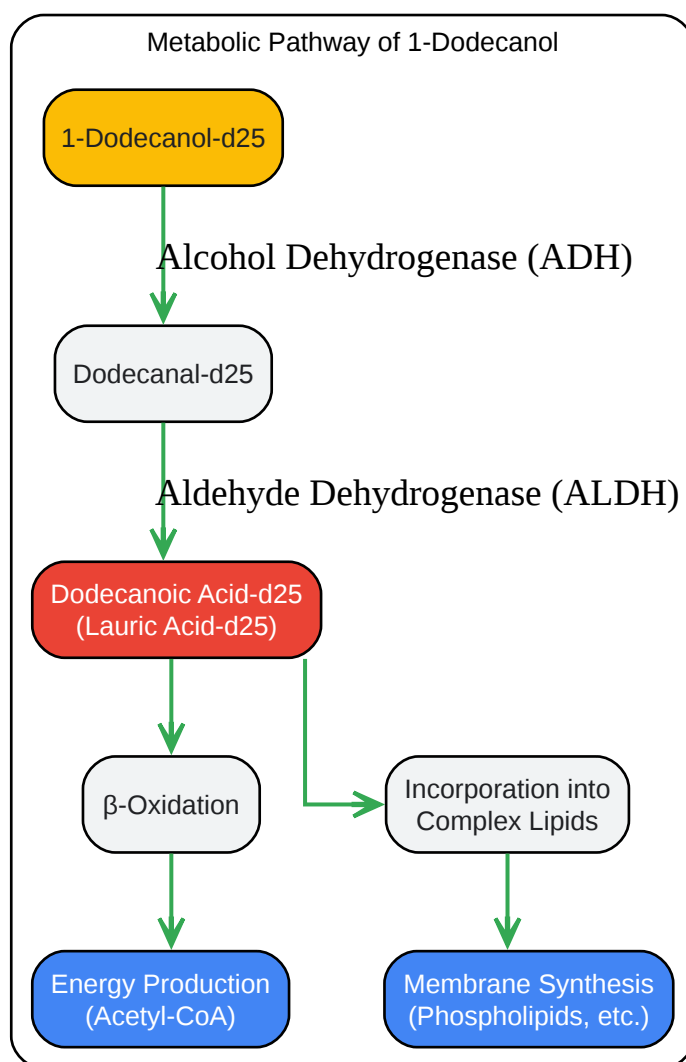 Metabolic Pathway of 1-Dodecanol
1-Dodecanol-d25
Alcohol Dehydrogenase (ADH)
Dodecanal-d25
Aldehyde Dehydrogenase (ALDH)
Dodecanoic Acid-d25
(Lauric Acid-d25)
β-Oxidation
Incorporation into
Complex Lipids
Energy Production
(Acetyl-CoA)
Membrane Synthesis
(Phospholipids, etc.)